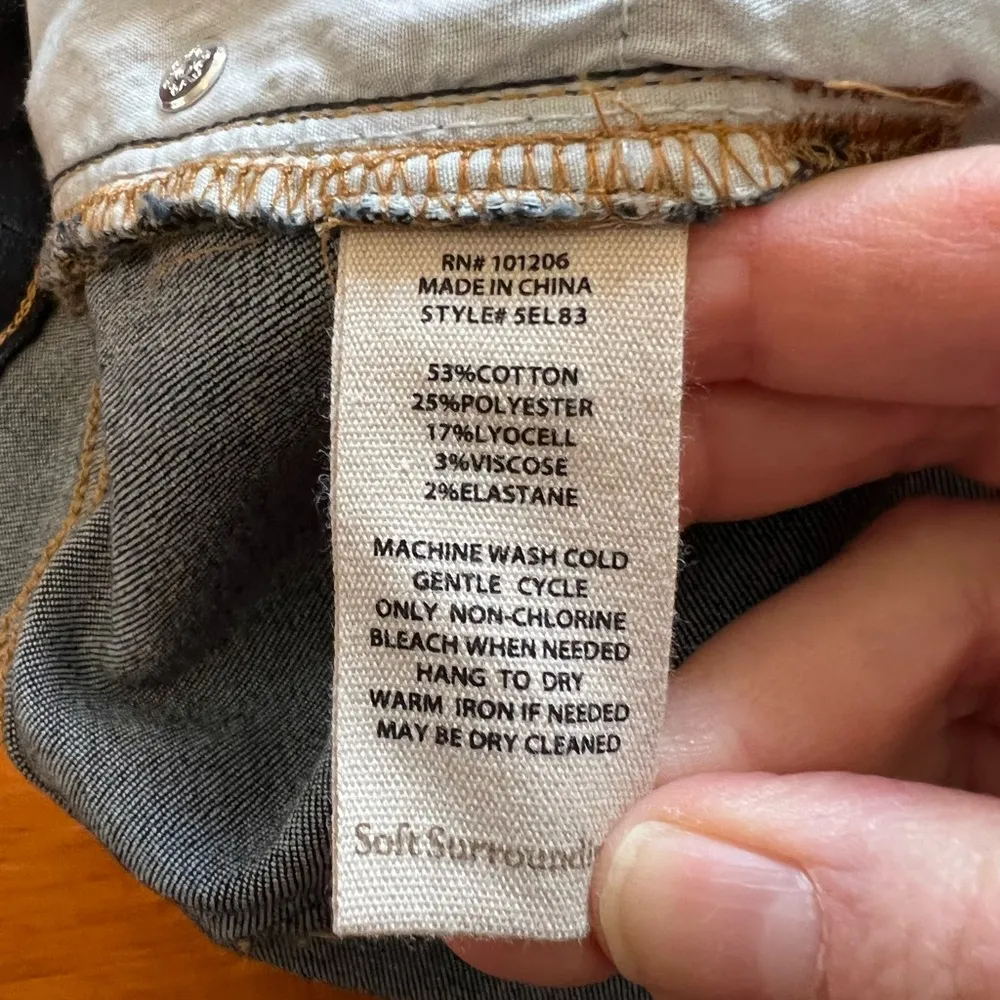 RN# 101206
MADE IN CHINA
STYLE# 5EL83
53%COTTON
25%POLYESTER
17%LYOCELL
3%VISCOSE
2%ELASTANE
MACHINE WASH COLD
GENTLE CYCLE
ONLY NON-CHLORINE
BLEACH WHEN NEEDED
HANG TO DRY
WARM IRON IF NEEDED
MAY BE DRY CLEANED
Soft Surround